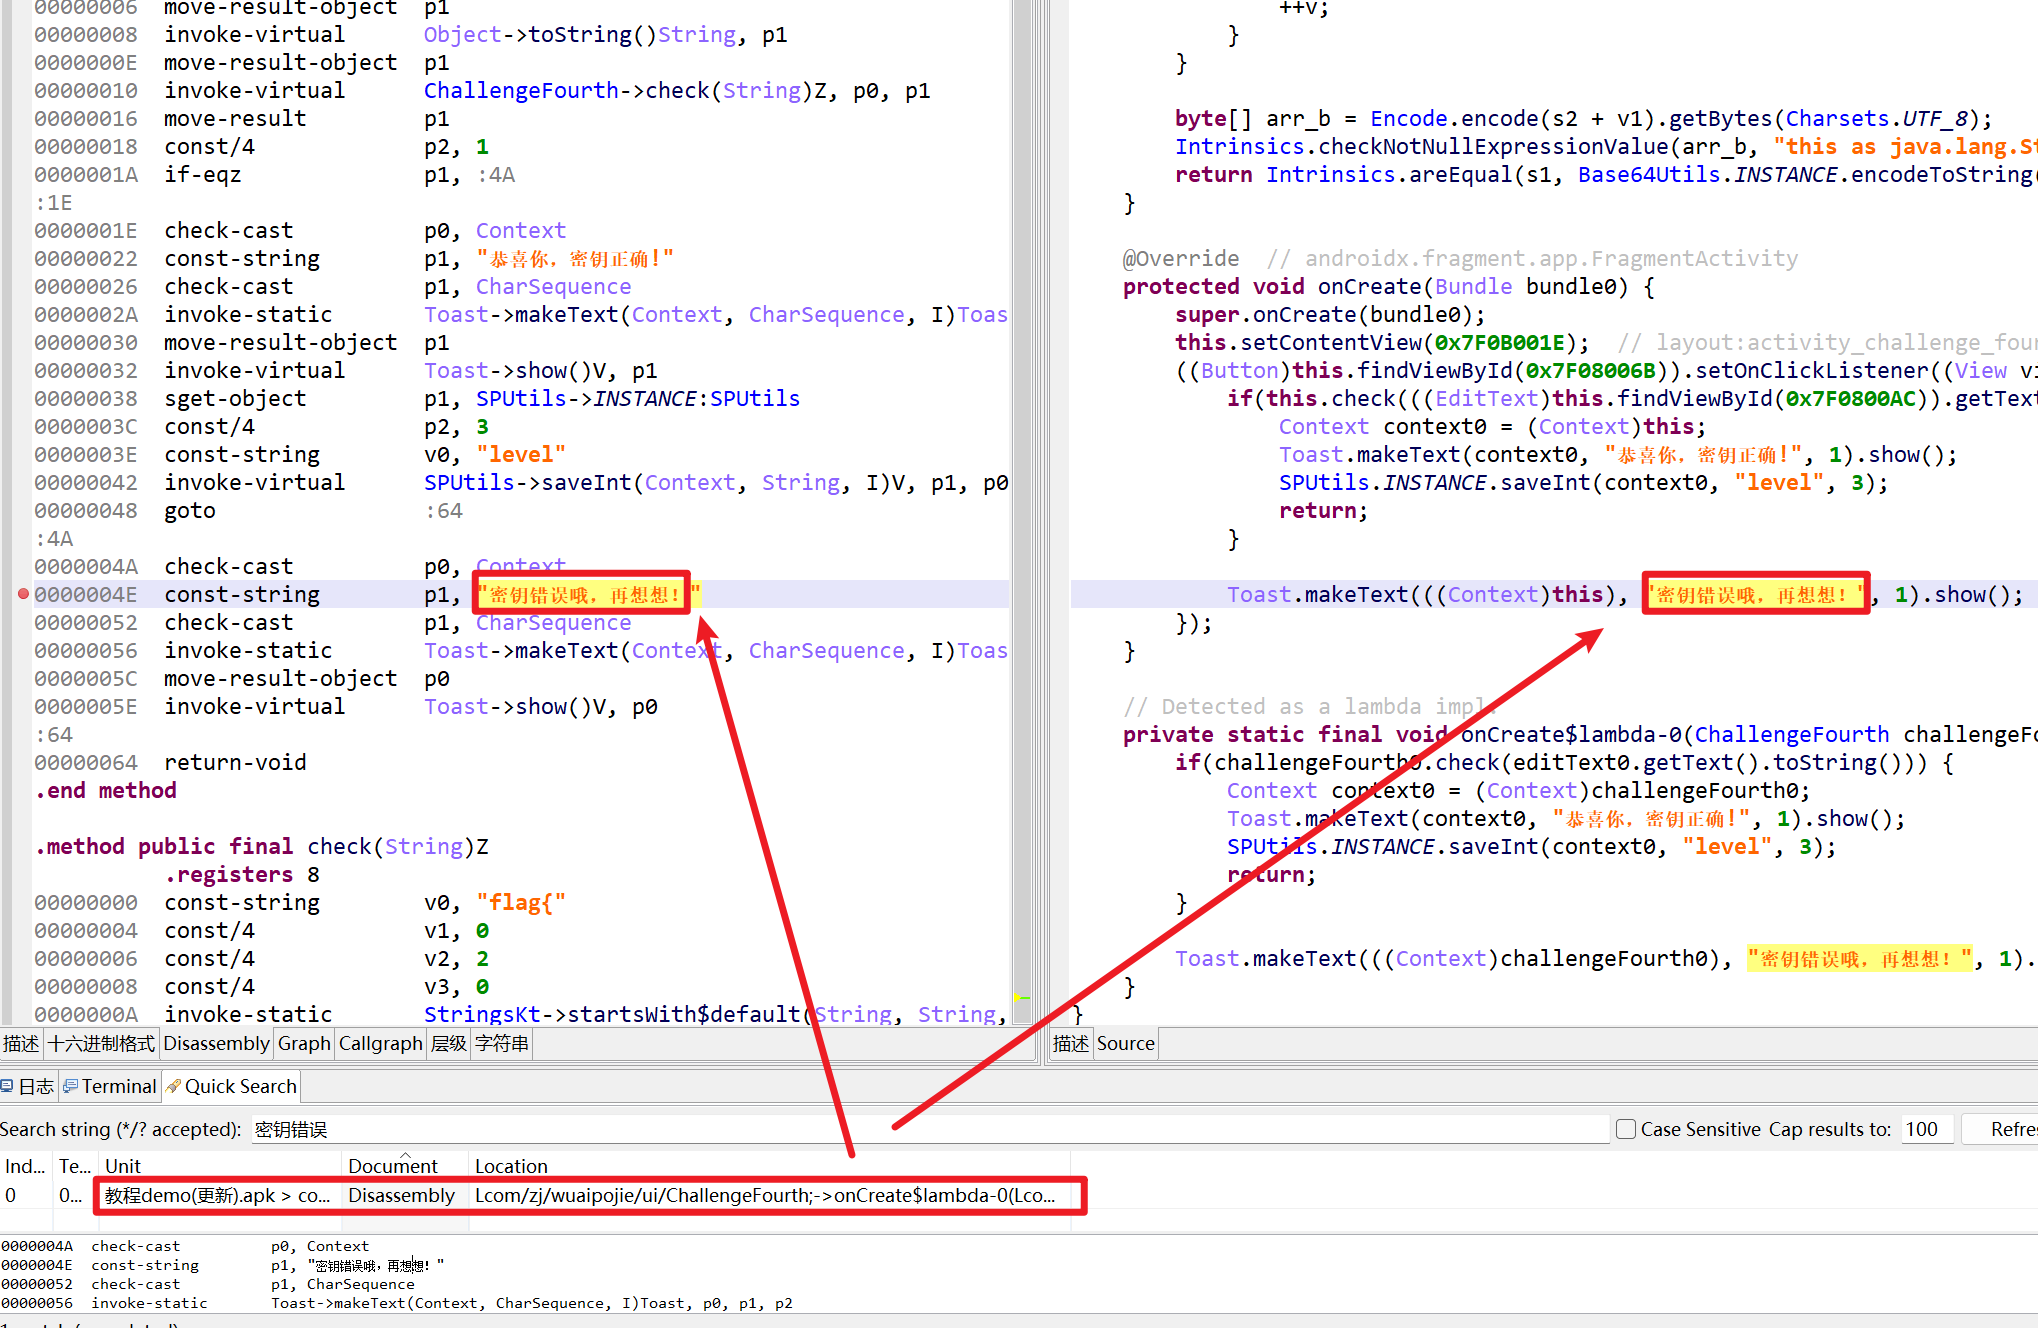 00000006 move-result-object p1
00000008 invoke-virtual Object->toString()String, p1
0000000E move-result-object p1
00000010 invoke-virtual ChallengeFourth->check(String)Z, p0, p1
00000016 move-result p1
00000018 const/4 p2, 1
0000001A if-eqz p1, :4A
:1E
0000001E check-cast p0, Context
00000022 const-string p1, "恭喜你，密钥正确!"
00000026 check-cast p1, CharSequence
0000002A invoke-static Toast->makeText(Context, CharSequence, I)Toas
00000030 move-result-object p1
00000032 invoke-virtual Toast->show()V, p1
00000038 sget-object p1, SPUtils->INSTANCE:SPUtils
0000003C const/4 p2, 3
0000003E const-string v0, "level"
00000042 invoke-virtual SPUtils->saveInt(Context, String, I)V, p1, p0
00000048 goto :64
:4A
0000004A check-cast p0, Context
0000004E const-string p1, "密钥错误哦，再想想！"
00000052 check-cast p1, CharSequence
00000056 invoke-static Toast->makeText(Context, CharSequence, I)Toas
0000005C move-result-object p0
0000005E invoke-virtual Toast->show()V, p0
:64
00000064 return-void
.end method
.method public final check(String)Z
.registers 8
00000000 const-string v0, "flag{"
00000004 const/4 v1, 0
00000006 const/4 v2, 2
00000008 const/4 v3, 0
0000000A invoke-static StringsKt->startsWith$default(String, String,
描述 十六进制格式 Disassembly Graph Callgraph 层级 字符串
++v;
}
}
byte[] arr_b = Encode.encode(s2 + v1).getBytes(Charsets.UTF_8);
Intrinsics.checkNotNullExpressionValue(arr_b, "this as java.lang.St
return Intrinsics.areEqual(s1, Base64Utils.INSTANCE.encodeToString(
}
@Override // androidx.fragment.app.FragmentActivity
protected void onCreate(Bundle bundle0) {
super.onCreate(bundle0);
this.setContentView(0x7F0B001E); // layout:activity_challenge_four
((Button)this.findViewById(0x7F08006B)).setOnClickListener((View vi
if(this.check(((EditText)this.findViewById(0x7F0800AC)).getText
Context context0 = (Context)this;
Toast.makeText(context0, "恭喜你，密钥正确!", 1).show();
SPUtils.INSTANCE.saveInt(context0, "level", 3);
return;
}
Toast.makeText(((Context)this), "密钥错误哦，再想想！", 1).show();
});
}
// Detected as a lambda impl.
private static final void onCreate$lambda-0(ChallengeFourth challengeFo
if(challengeFourth0.check(editText0.getText().toString())) {
Context context0 = (Context)challengeFourth0;
Toast.makeText(context0, "恭喜你，密钥正确!", 1).show();
SPUtils.INSTANCE.saveInt(context0, "level", 3);
return;
}
Toast.makeText(((Context)challengeFourth0), "密钥错误哦，再想想！", 1).
}
}
描述 Source
日志 Terminal Quick Search
Search string (*/? accepted): 密钥错误 Case Sensitive Cap results to: 100 Refre
Ind... Te... Unit Document Location
0 0... 教程demo(更新).apk > co... Disassembly Lcom/zj/wuaipojie/ui/ChallengeFourth;->onCreate$lambda-0(Lco...
0000004A check-cast p0, Context
0000004E const-string p1, "密钥错误哦，再想想！"
00000052 check-cast p1, CharSequence
00000056 invoke-static Toast->makeText(Context, CharSequence, I)Toast, p0, p1, p2